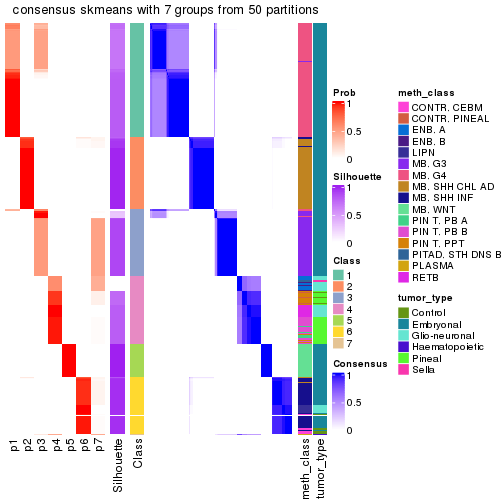 consensus skmeans with 7 groups from 50 partitions
p1
p2
p3
p4
p5
p6
p7
Silhouette
Class
meth_class
tumor_type
Prob
1
0.5
0
Silhouette
1
0.5
0
Class
1
2
3
4
5
6
7
Consensus
1
0.5
0
meth_class
CONTR. CEBM
CONTR. PINEAL
ENB. A
ENB. B
LIPN
MB. G3
MB. G4
MB. SHH CHL AD
MB. SHH INF
MB. WNT
PIN T. PB A
PIN T. PB B
PIN T. PPT
PITAD. STH DNS B
PLASMA
RETB
tumor_type
Control
Embryonal
Glio-neuronal
Haematopoietic
Pineal
Sella